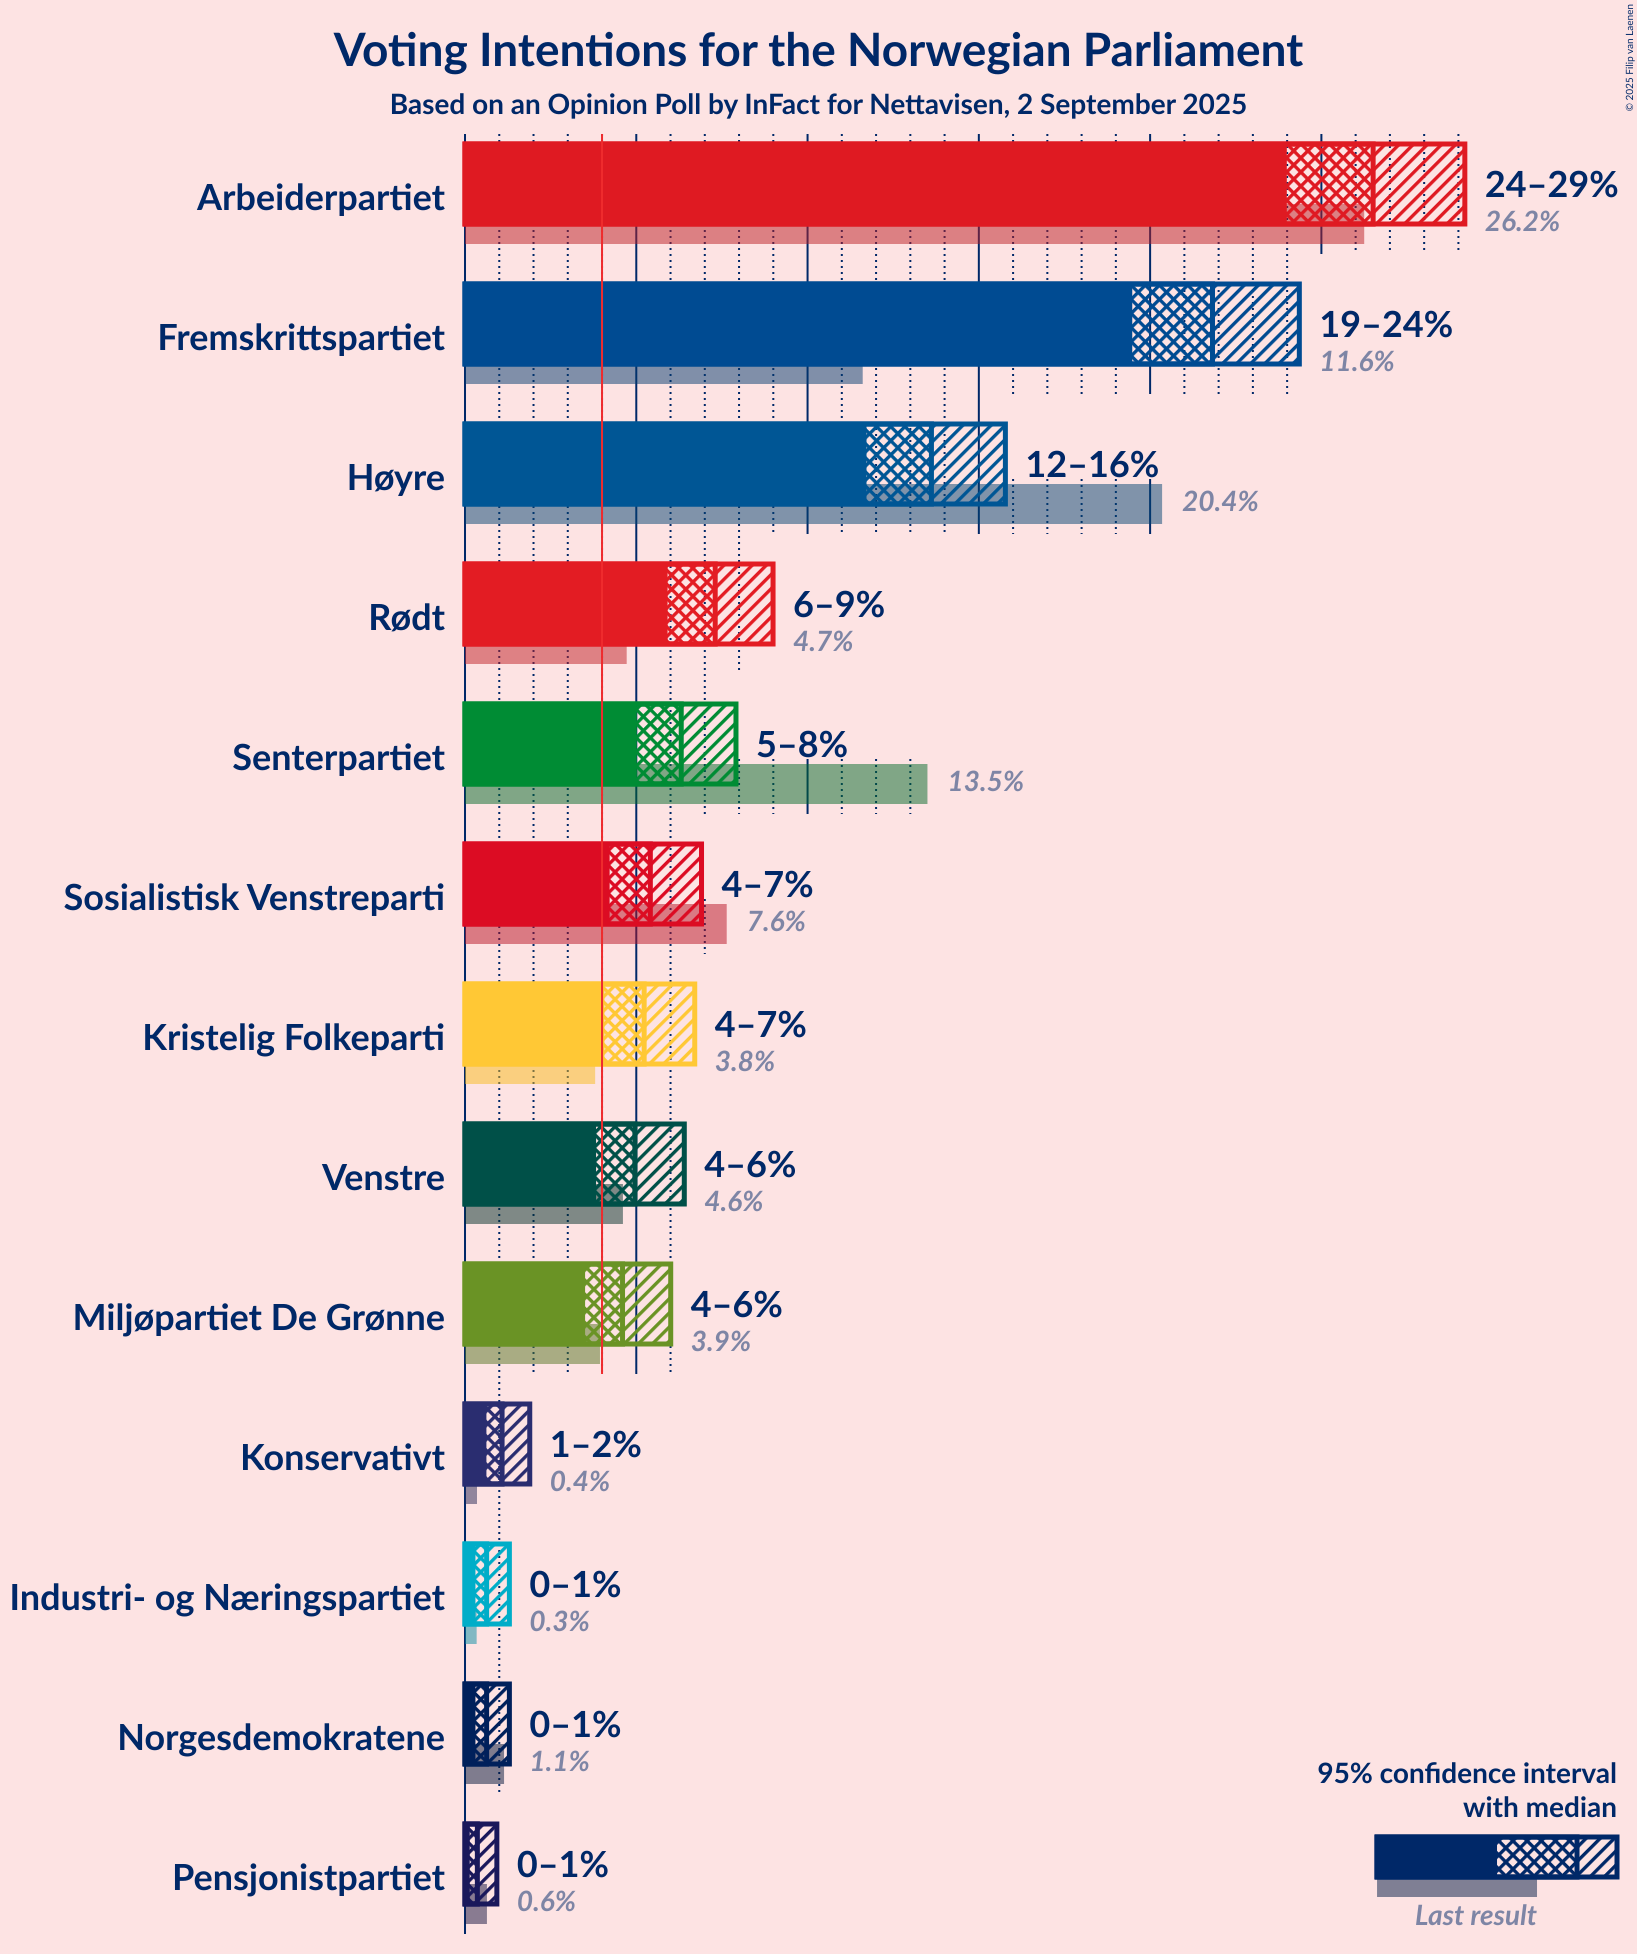 Voting Intentions for the Norwegian Parliament
Based on an Opinion Poll by InFact for Nettavisen, 2 September 2025
© 2025 Filip van Laenen
Arbeiderpartiet
24–29%
26.2%
Fremskrittspartiet
19–24%
11.6%
Høyre
12–16%
20.4%
Rødt
6–9%
4.7%
Senterpartiet
5–8%
13.5%
Sosialistisk Venstreparti
4–7%
7.6%
Kristelig Folkeparti
4–7%
3.8%
Venstre
4–6%
4.6%
Miljøpartiet De Grønne
4–6%
3.9%
Konservativt
1–2%
0.4%
Industri- og Næringspartiet
0–1%
0.3%
Norgesdemokratene
0–1%
1.1%
Pensjonistpartiet
0–1%
0.6%
95% confidence interval
with median
Last result